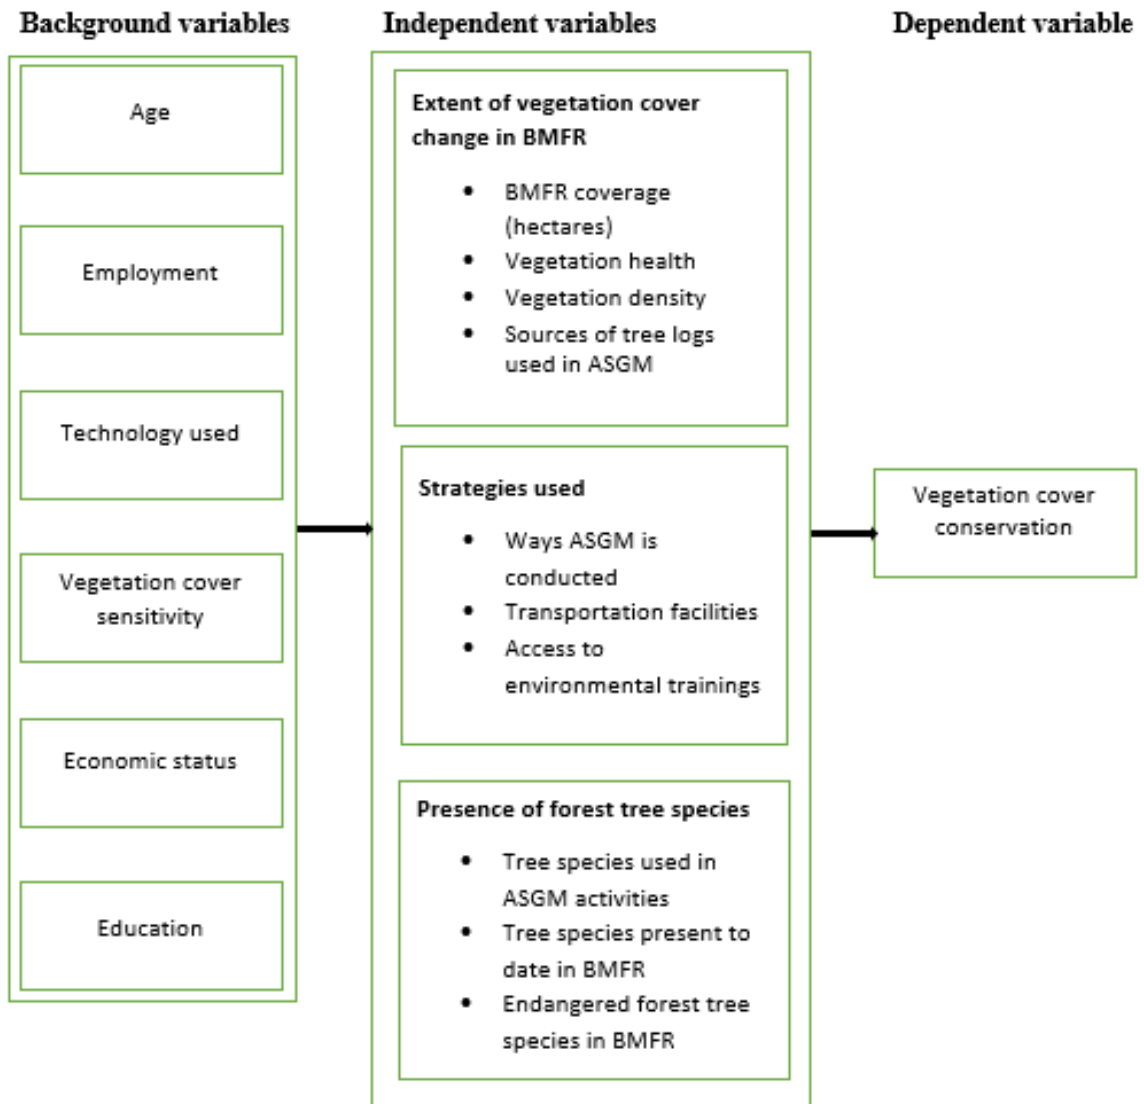 Background variables
Independent variables
Dependent variable
Age
Employment
Technology used
Vegetation cover
sensitivity
Economic status
Education
Extent of vegetation cover
change in BMFR
• BMFR coverage
(hectares)
• Vegetation health
• Vegetation density
• Sources of tree logs
used in ASGM
Strategies used
• Ways ASGM is
conducted
• Transportation facilities
• Access to
environmental trainings
Presence of forest tree species
• Tree species used in
ASGM activities
• Tree species present to
date in BMFR
• Endangered forest tree
species in BMFR
Vegetation cover
conservation